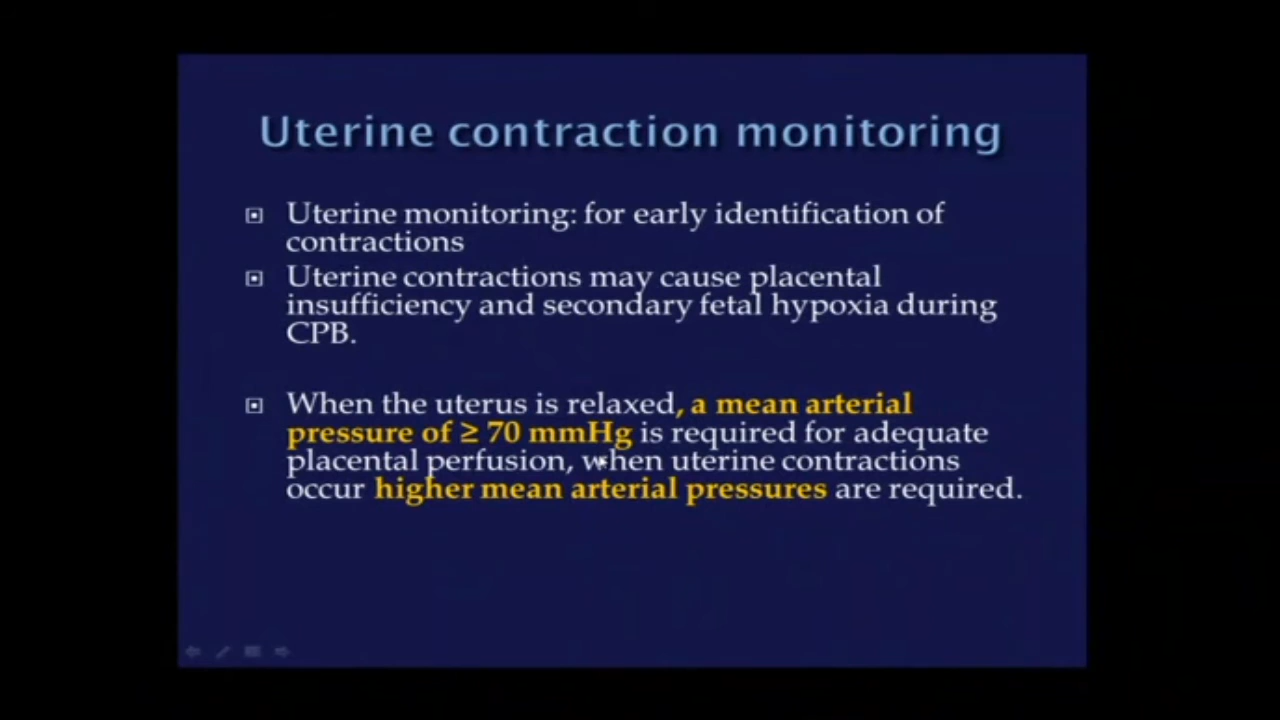 Uterine contraction monitoring
Uterine monitoring: for early identification of
contractions
Uterine contractions may cause placental
insufficiency and secondary fetal hypoxia during
CPB.
When the uterus is relaxed, a mean arterial
pressure of ≥ 70 mmHg is required for adequate
placental perfusion, when uterine contractions
occur higher mean arterial pressures are required.